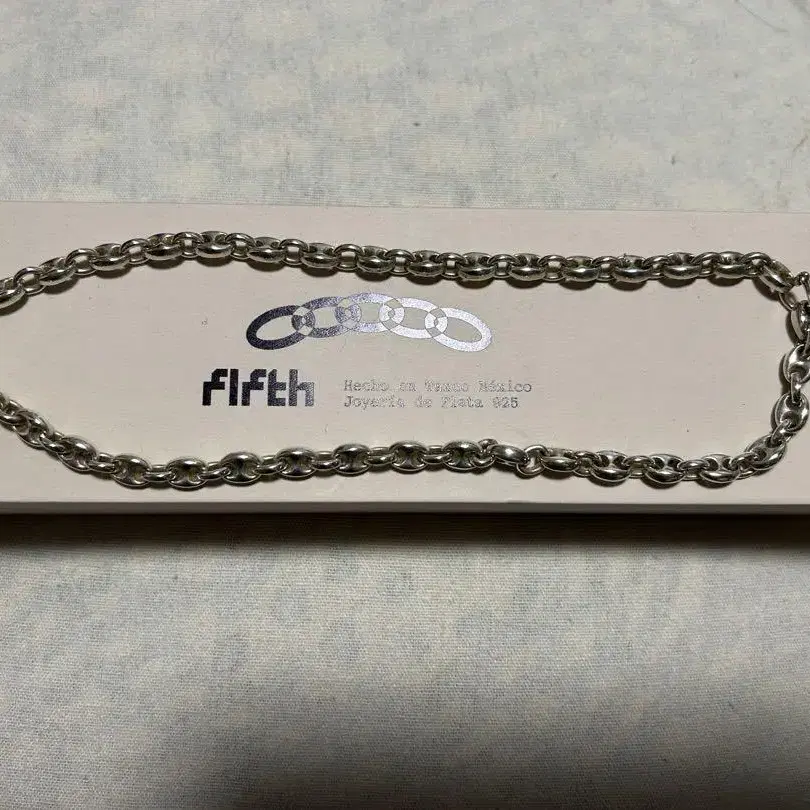 fifth
Hecho en Taxco México
Joyería de Plata 925